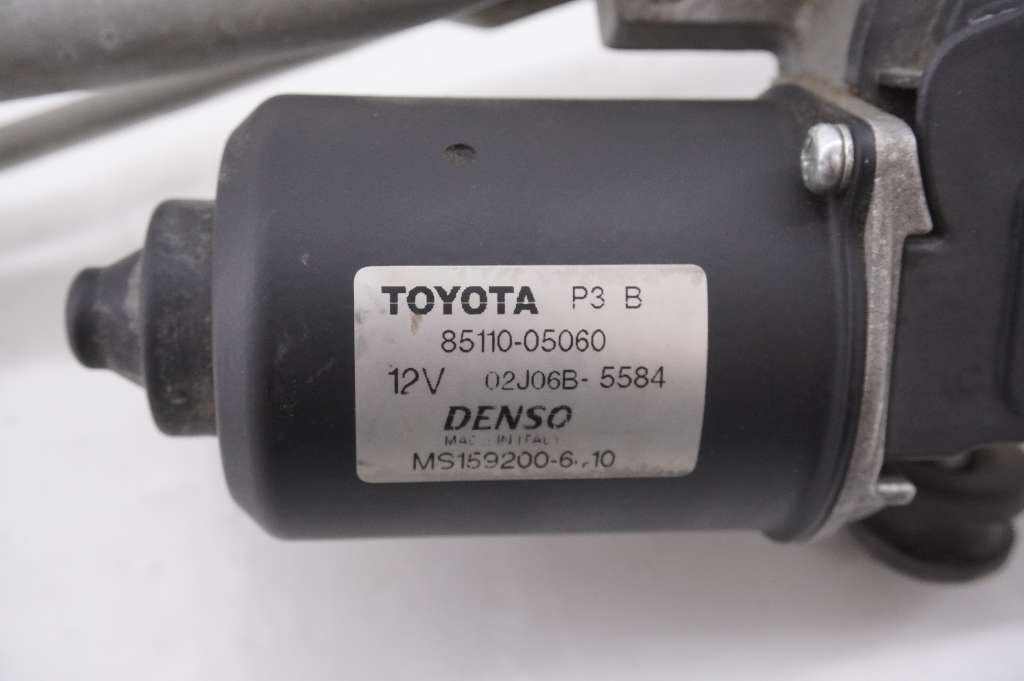 TOYOTA P3 B
85110-05060
12V 02J06B-5584
DENSO
MADE IN ITALY